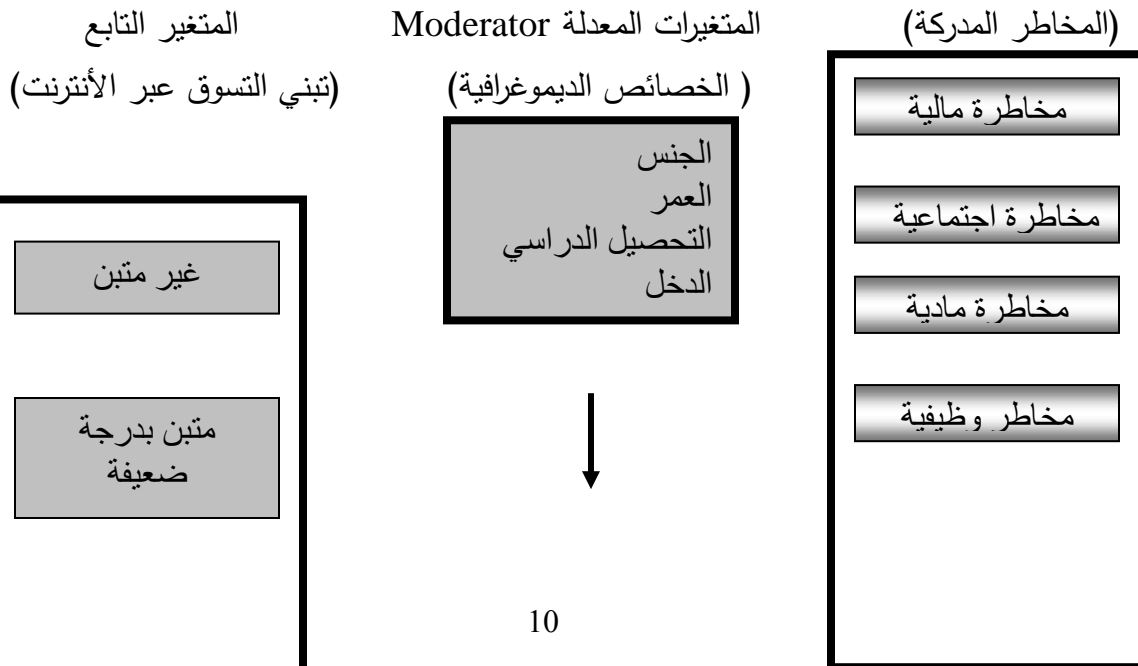 (المخاطر المدركة)
مخاطرة مالية
مخاطرة اجتماعية
مخاطرة مادية
مخاطر وظيفية
المتغيرات المعدلة Moderator
( الخصائص الديموغرافية)
الجنس
العمر
التحصيل الدراسي
الدخل
المتغير التابع
(تبني التسوق عبر الأنترنت)
غير متبن
متبن بدرجة
ضعيفة
10